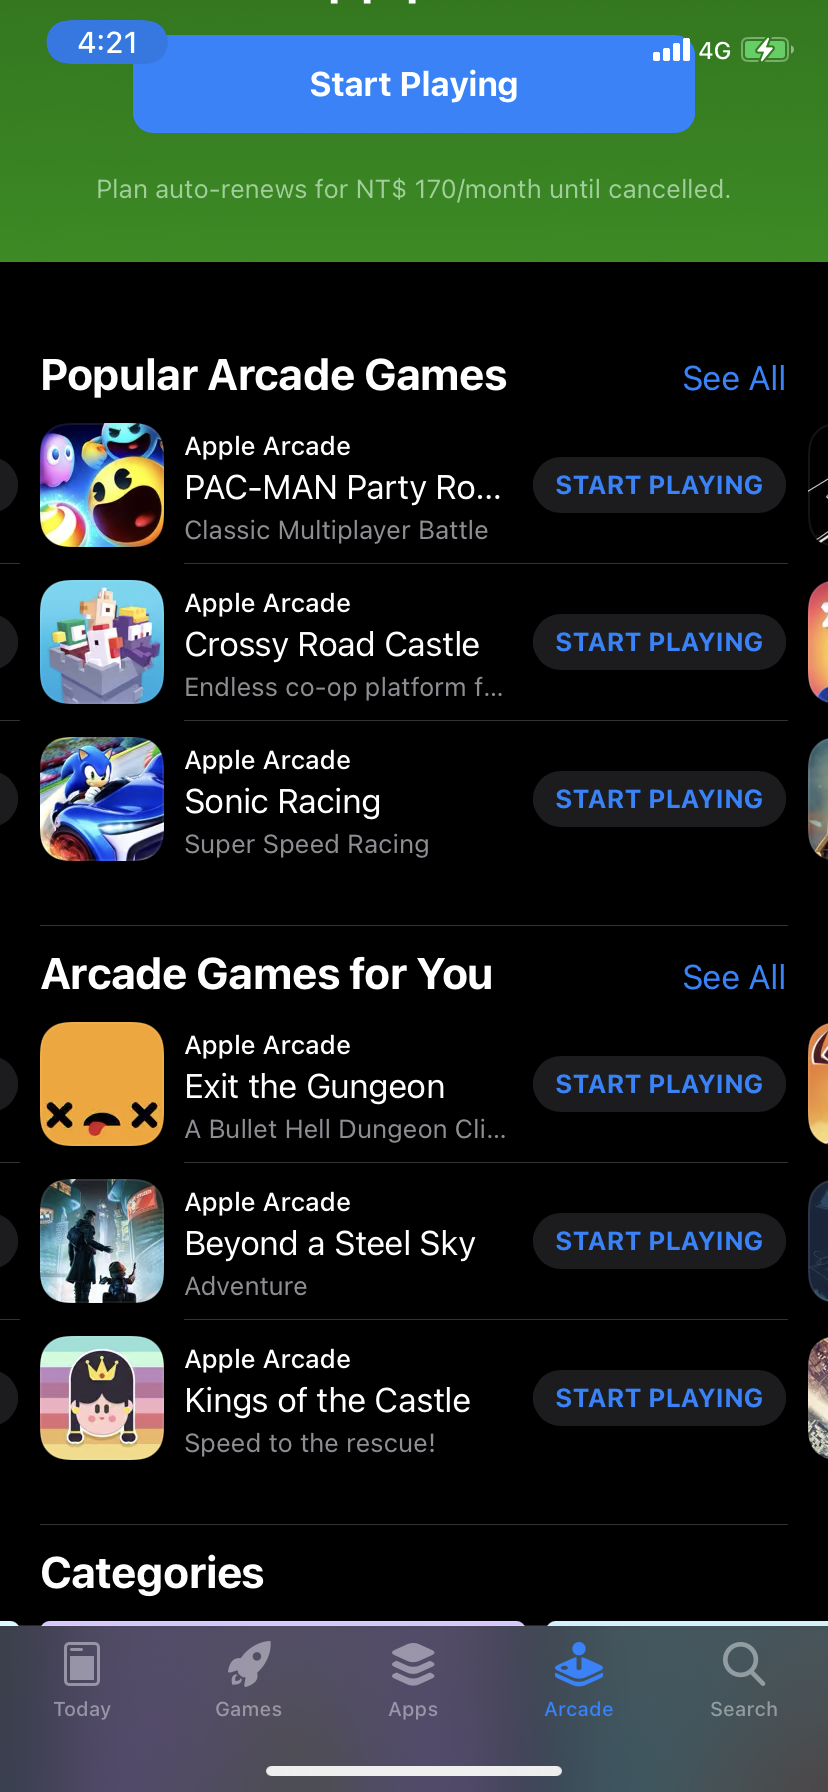 4:21
4G
Start Playing
Plan auto-renews for NT$ 170/month until cancelled.
Popular Arcade Games
See All
Apple Arcade
PAC-MAN Party Ro...
Classic Multiplayer Battle
START PLAYING
Apple Arcade
Crossy Road Castle
Endless co-op platform f...
START PLAYING
Apple Arcade
Sonic Racing
Super Speed Racing
START PLAYING
Arcade Games for You
See All
Apple Arcade
Exit the Gungeon
A Bullet Hell Dungeon Cli...
START PLAYING
Apple Arcade
Beyond a Steel Sky
Adventure
START PLAYING
Apple Arcade
Kings of the Castle
Speed to the rescue!
START PLAYING
Categories
Today
Games
Apps
Arcade
Search